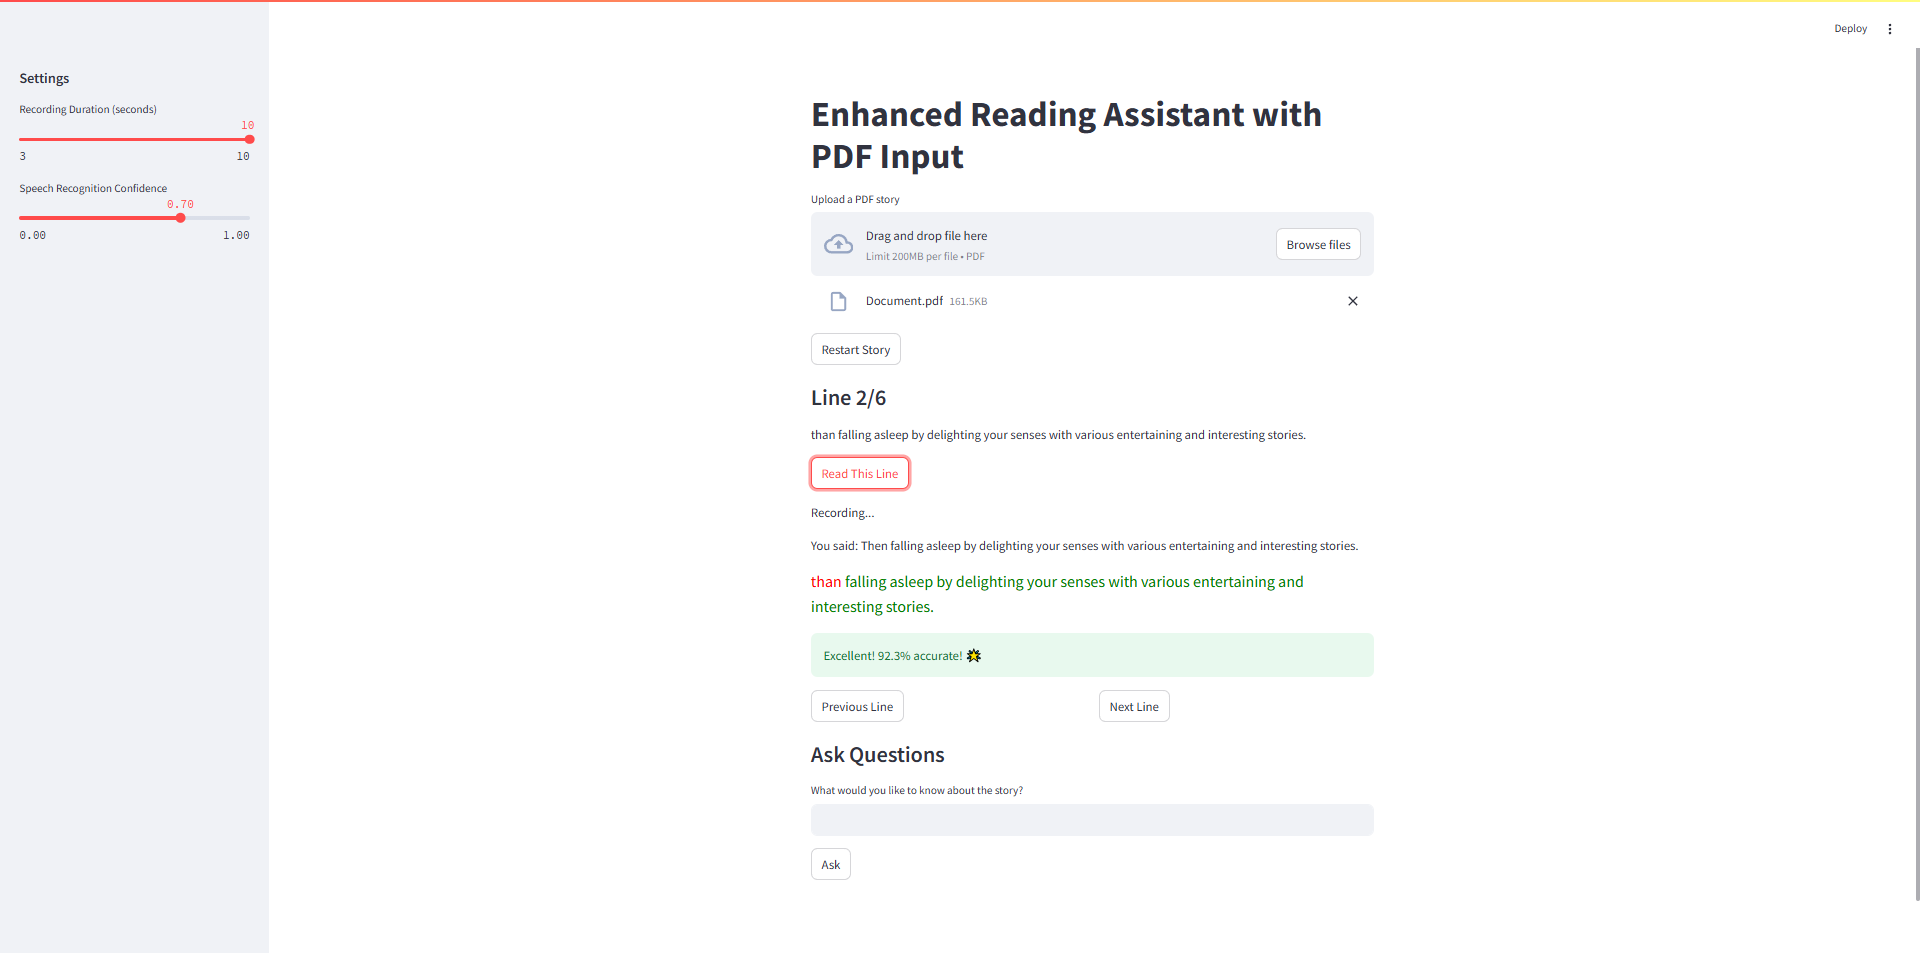 Deploy
Settings
Recording Duration (seconds)
10
3 10
Speech Recognition Confidence
0.70
0.00 1.00
Enhanced Reading Assistant with
PDF Input
Upload a PDF story
Drag and drop file here
Limit 200MB per file • PDF
Browse files
Document.pdf 161.5KB
Restart Story
Line 2/6
than falling asleep by delighting your senses with various entertaining and interesting stories.
Read This Line
Recording...
You said: Then falling asleep by delighting your senses with various entertaining and interesting stories.
than falling asleep by delighting your senses with various entertaining and
interesting stories.
Excellent! 92.3% accurate! 🌟
Previous Line Next Line
Ask Questions
What would you like to know about the story?
Ask